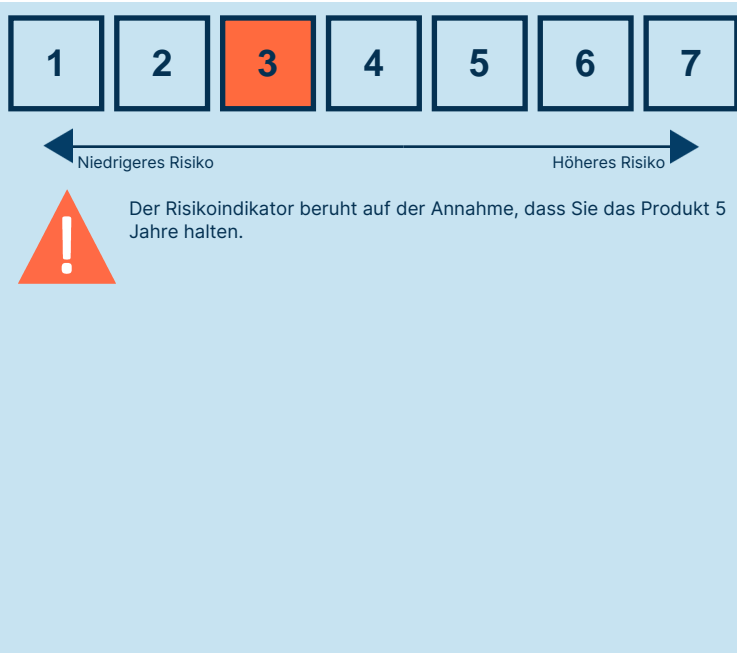 1 2 3 4 5 6 7
Niedrigeres Risiko Höheres Risiko
Der Risikoindikator beruht auf der Annahme, dass Sie das Produkt 5
Jahre halten.